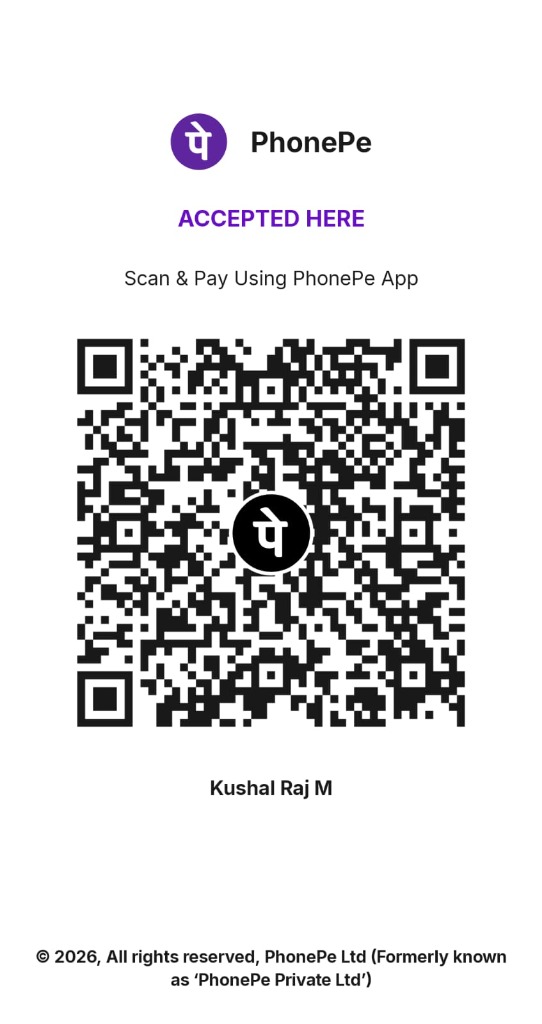 पे PhonePe
ACCEPTED HERE
Scan & Pay Using PhonePe App
पे
Kushal Raj M
© 2026, All rights reserved, PhonePe Ltd (Formerly known
as ‘PhonePe Private Ltd’)